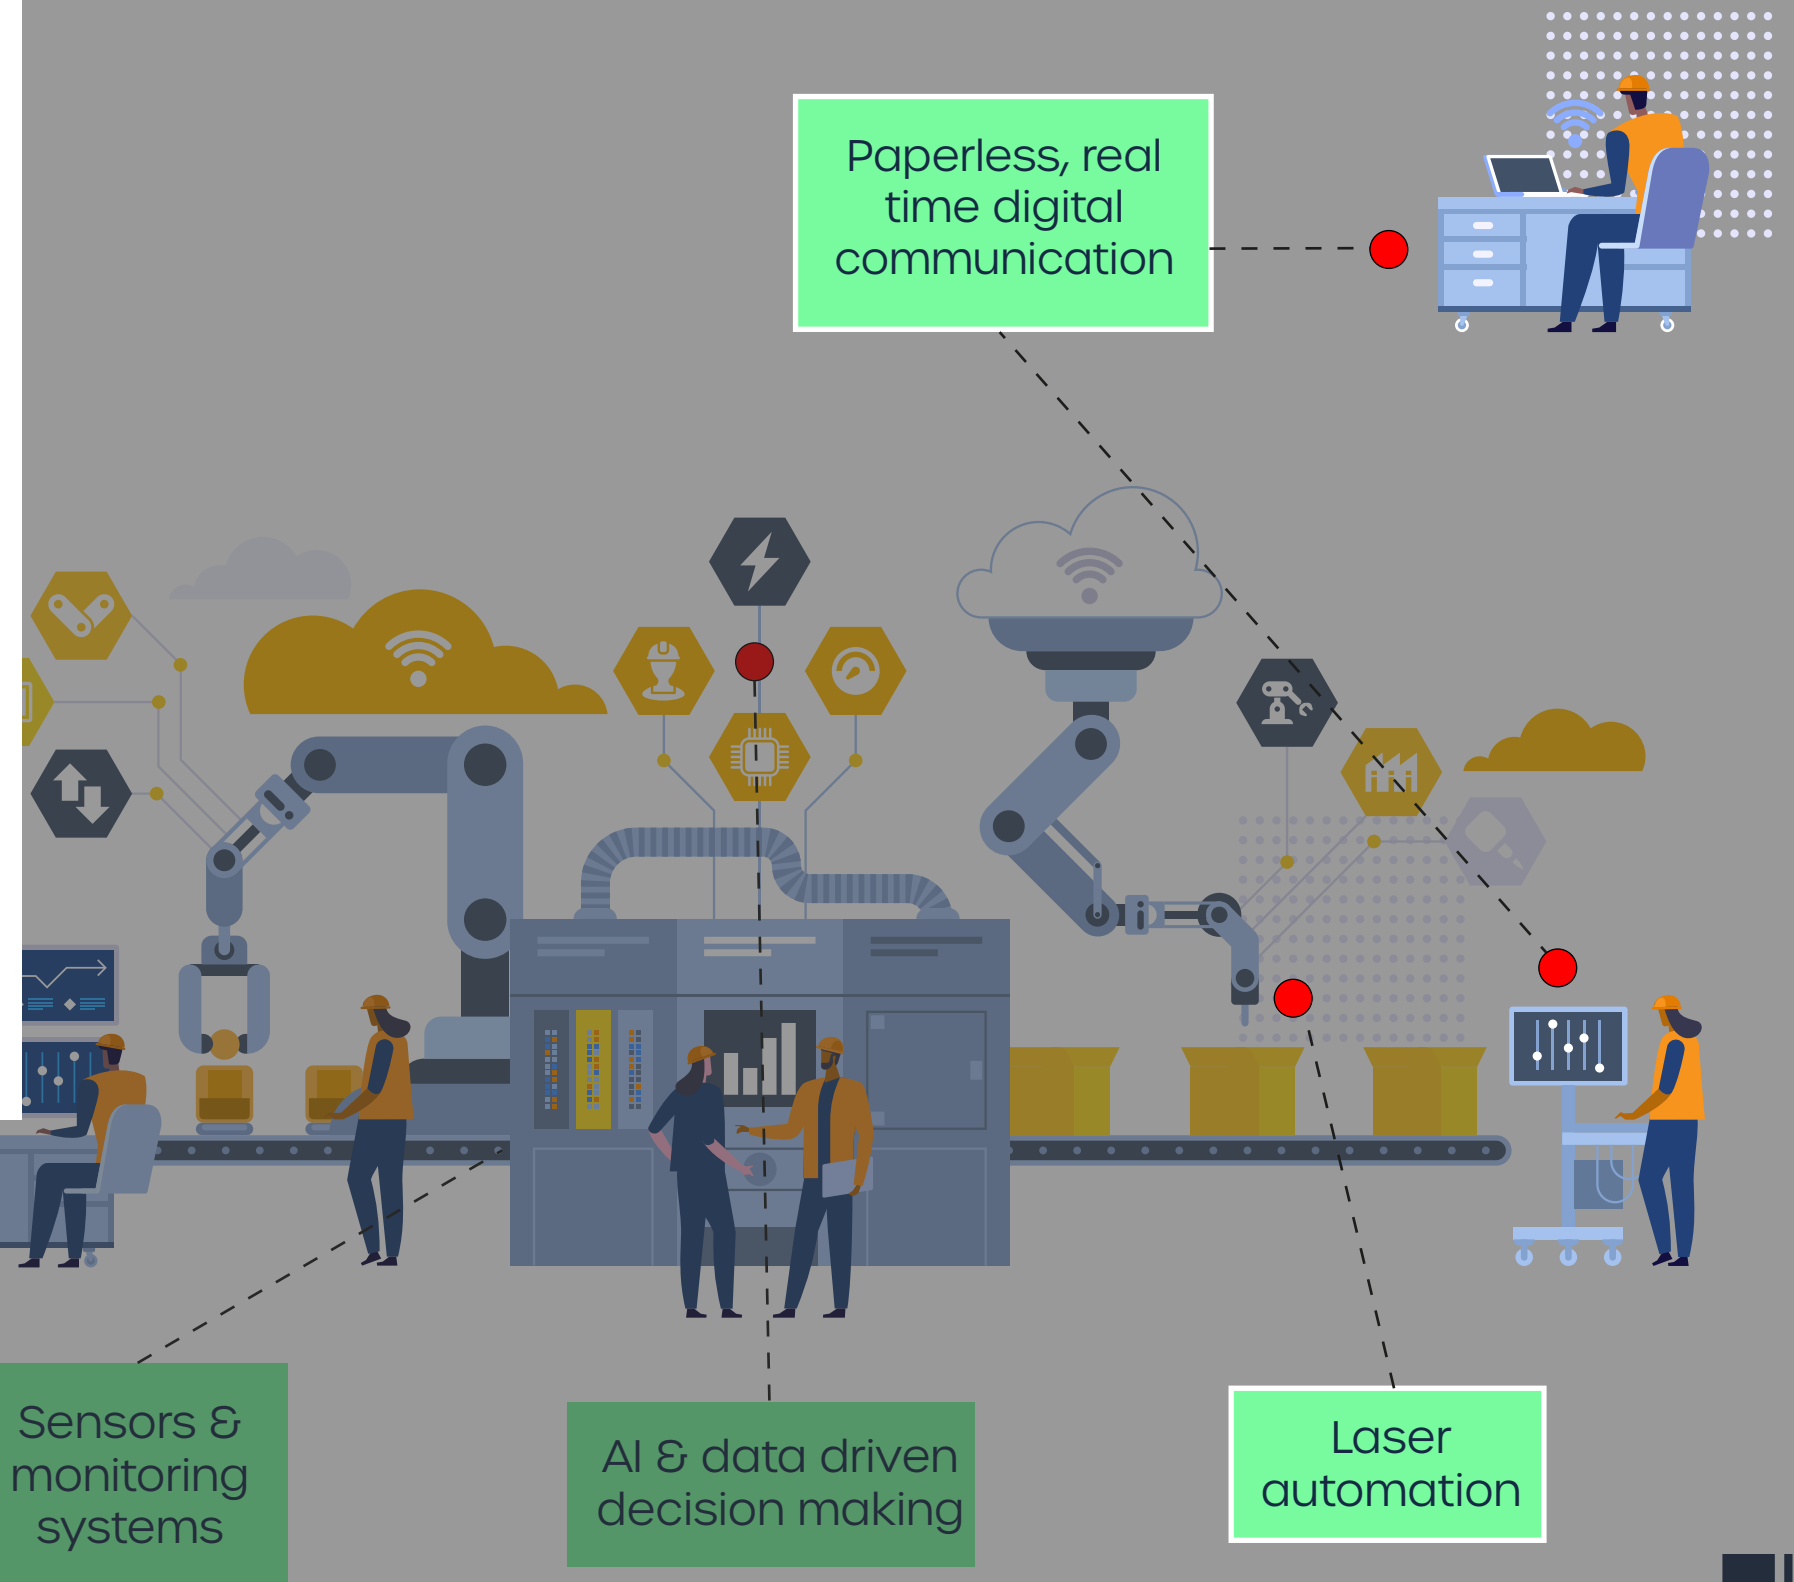 Paperless, real
time digital
communication
Sensors &
monitoring
systems
AI & data driven
decision making
Laser
automation